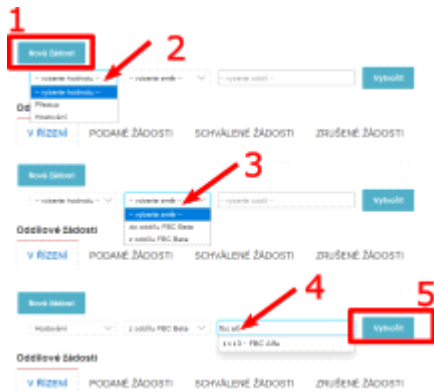 1
2
Nová žádost
-- vyberte hodnotu --
-- vyberte směr --
-- vyberte oddíl --
Vytvořit
-- vyberte hodnotu --
Přestup
Hostování
Od
V ŘÍZENÍ PODANÉ ŽÁDOSTI SCHVÁLENÉ ŽÁDOSTI ZRUŠENÉ ŽÁDOSTI
3
Nová žádost
-- vyberte hodnotu --
-- vyberte směr --
-- vyberte oddíl --
Vytvořit
-- vyberte směr --
do oddílu FBC Beta
z oddílu FBC Beta
Oddílové žádosti
V ŘÍZENÍ PODANÉ ŽÁDOSTI SCHVÁLENÉ ŽÁDOSTI ZRUŠENÉ ŽÁDOSTI
4
5
Nová žádost
Hostování
z oddílu FBC Beta
Vytvořit
FBC Alfa
Oddílové žádosti
V ŘÍZENÍ PODANÉ ŽÁDOSTI SCHVÁLENÉ ŽÁDOSTI ZRUŠENÉ ŽÁDOSTI